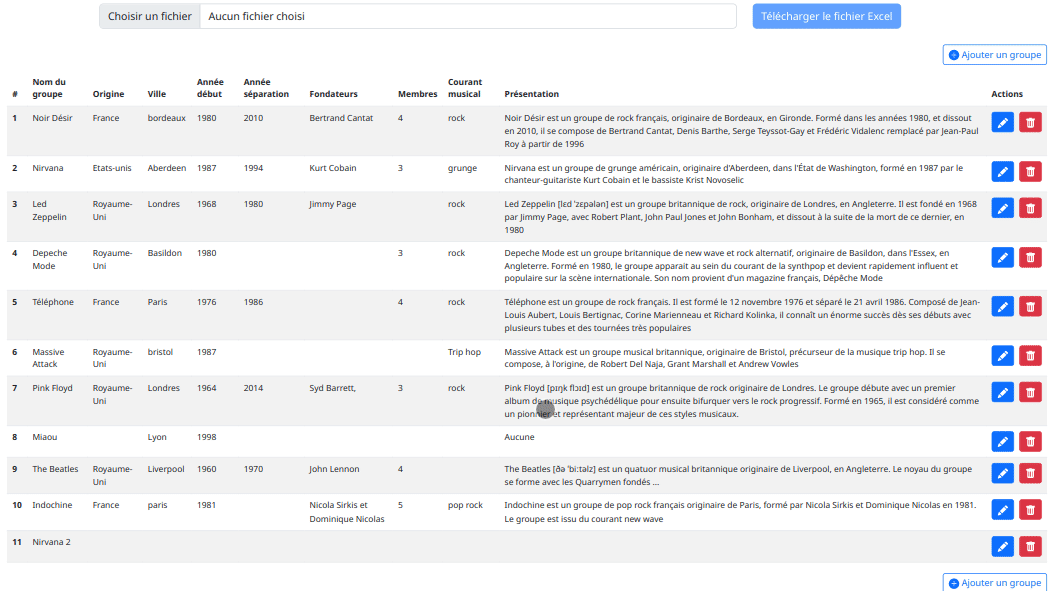 Choisir un fichier Aucun fichier choisi Télécharger le fichier Excel
Ajouter un groupe
# Nom du groupe Origine Ville Année début Année séparation Fondateurs Membres Courant musical Présentation Actions
1 Noir Désir France bordeaux 1980 2010 Bertrand Cantat 4 rock Noir Désir est un groupe de rock français, originaire de Bordeaux, en Gironde. Formé dans les années 1980, et dissout
en 2010, il se compose de Bertrand Cantat, Denis Barthe, Serge Teyssot-Gay et Frédéric Vidalenc remplacé par Jean-Paul
Roy à partir de 1996
2 Nirvana Etats-unis Aberdeen 1987 1994 Kurt Cobain 3 grunge Nirvana est un groupe de grunge américain, originaire d'Aberdeen, dans l'État de Washington, formé en 1987 par le
chanteur-guitariste Kurt Cobain et le bassiste Krist Novoselic
3 Led Zeppelin Royaume-Uni Londres 1968 1980 Jimmy Page rock Led Zeppelin [lɛd ˈzɛpəlɪn] est un groupe britannique de rock, originaire de Londres, en Angleterre. Il est fondé en 1968
par Jimmy Page, avec Robert Plant, John Paul Jones et John Bonham, et dissout à la suite de la mort de ce dernier, en
1980
4 Depeche Mode Royaume-Uni Basildon 1980 3 rock Depeche Mode est un groupe britannique de new wave et rock alternatif, originaire de Basildon, dans l'Essex, en
Angleterre. Formé en 1980, le groupe apparait au sein du courant de la synthpop et devient rapidement influent et
populaire sur la scène internationale. Son nom provient d'un magazine français, Dépêche Mode
5 Téléphone France Paris 1976 1986 4 rock Téléphone est un groupe de rock français. Il est formé le 12 novembre 1976 et séparé le 21 avril 1986. Composé de Jean-
Louis Aubert, Louis Bertignac, Corine Marienneau et Richard Kolinka, il connaît un énorme succès dès ses débuts avec
plusieurs tubes et des tournées très populaires
6 Massive Attack Royaume-Uni bristol 1987 Trip hop Massive Attack est un groupe musical britannique, originaire de Bristol, précurseur de la musique trip hop. Il se
compose, à l'origine, de Robert Del Naja, Grant Marshall et Andrew Vowles
7 Pink Floyd Royaume-Uni Londres 1964 2014 Syd Barrett, 3 rock Pink Floyd [pɪŋk flɔɪd] est un groupe britannique de rock originaire de Londres. Le groupe débute avec un premier
album de musique psychédélique pour ensuite bifurquer vers le rock progressif. Formé en 1965, il est considéré comme
un pionnier et représentant majeur de ces styles musicaux.
8 Miaou Lyon 1998 Aucune
9 The Beatles Royaume-Uni Liverpool 1960 1970 John Lennon 4 The Beatles [ðə ˈbiːtəlz] est un quatuor musical britannique originaire de Liverpool, en Angleterre. Le noyau du groupe
se forme avec les Quarrymen fondés ...
10 Indochine France paris 1981 Nicola Sirkis et Dominique Nicolas 5 pop rock Indochine est un groupe de pop rock français originaire de Paris, formé par Nicola Sirkis et Dominique Nicolas en 1981.
Le groupe est issu du courant new wave
11 Nirvana 2
Ajouter un groupe